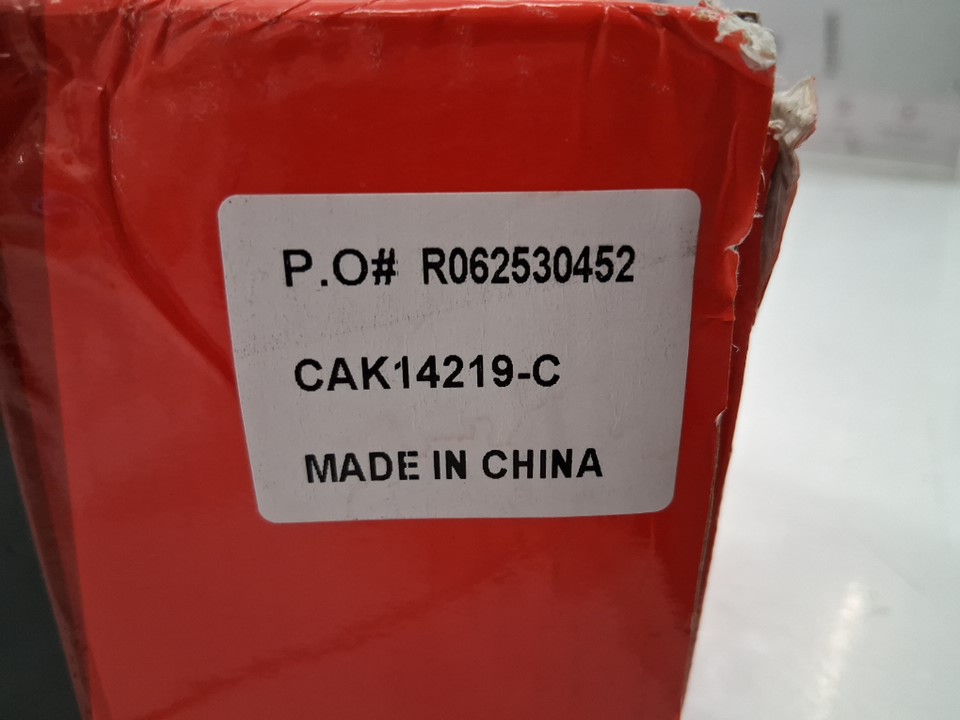 P.O# R062530452
CAK14219-C
MADE IN CHINA